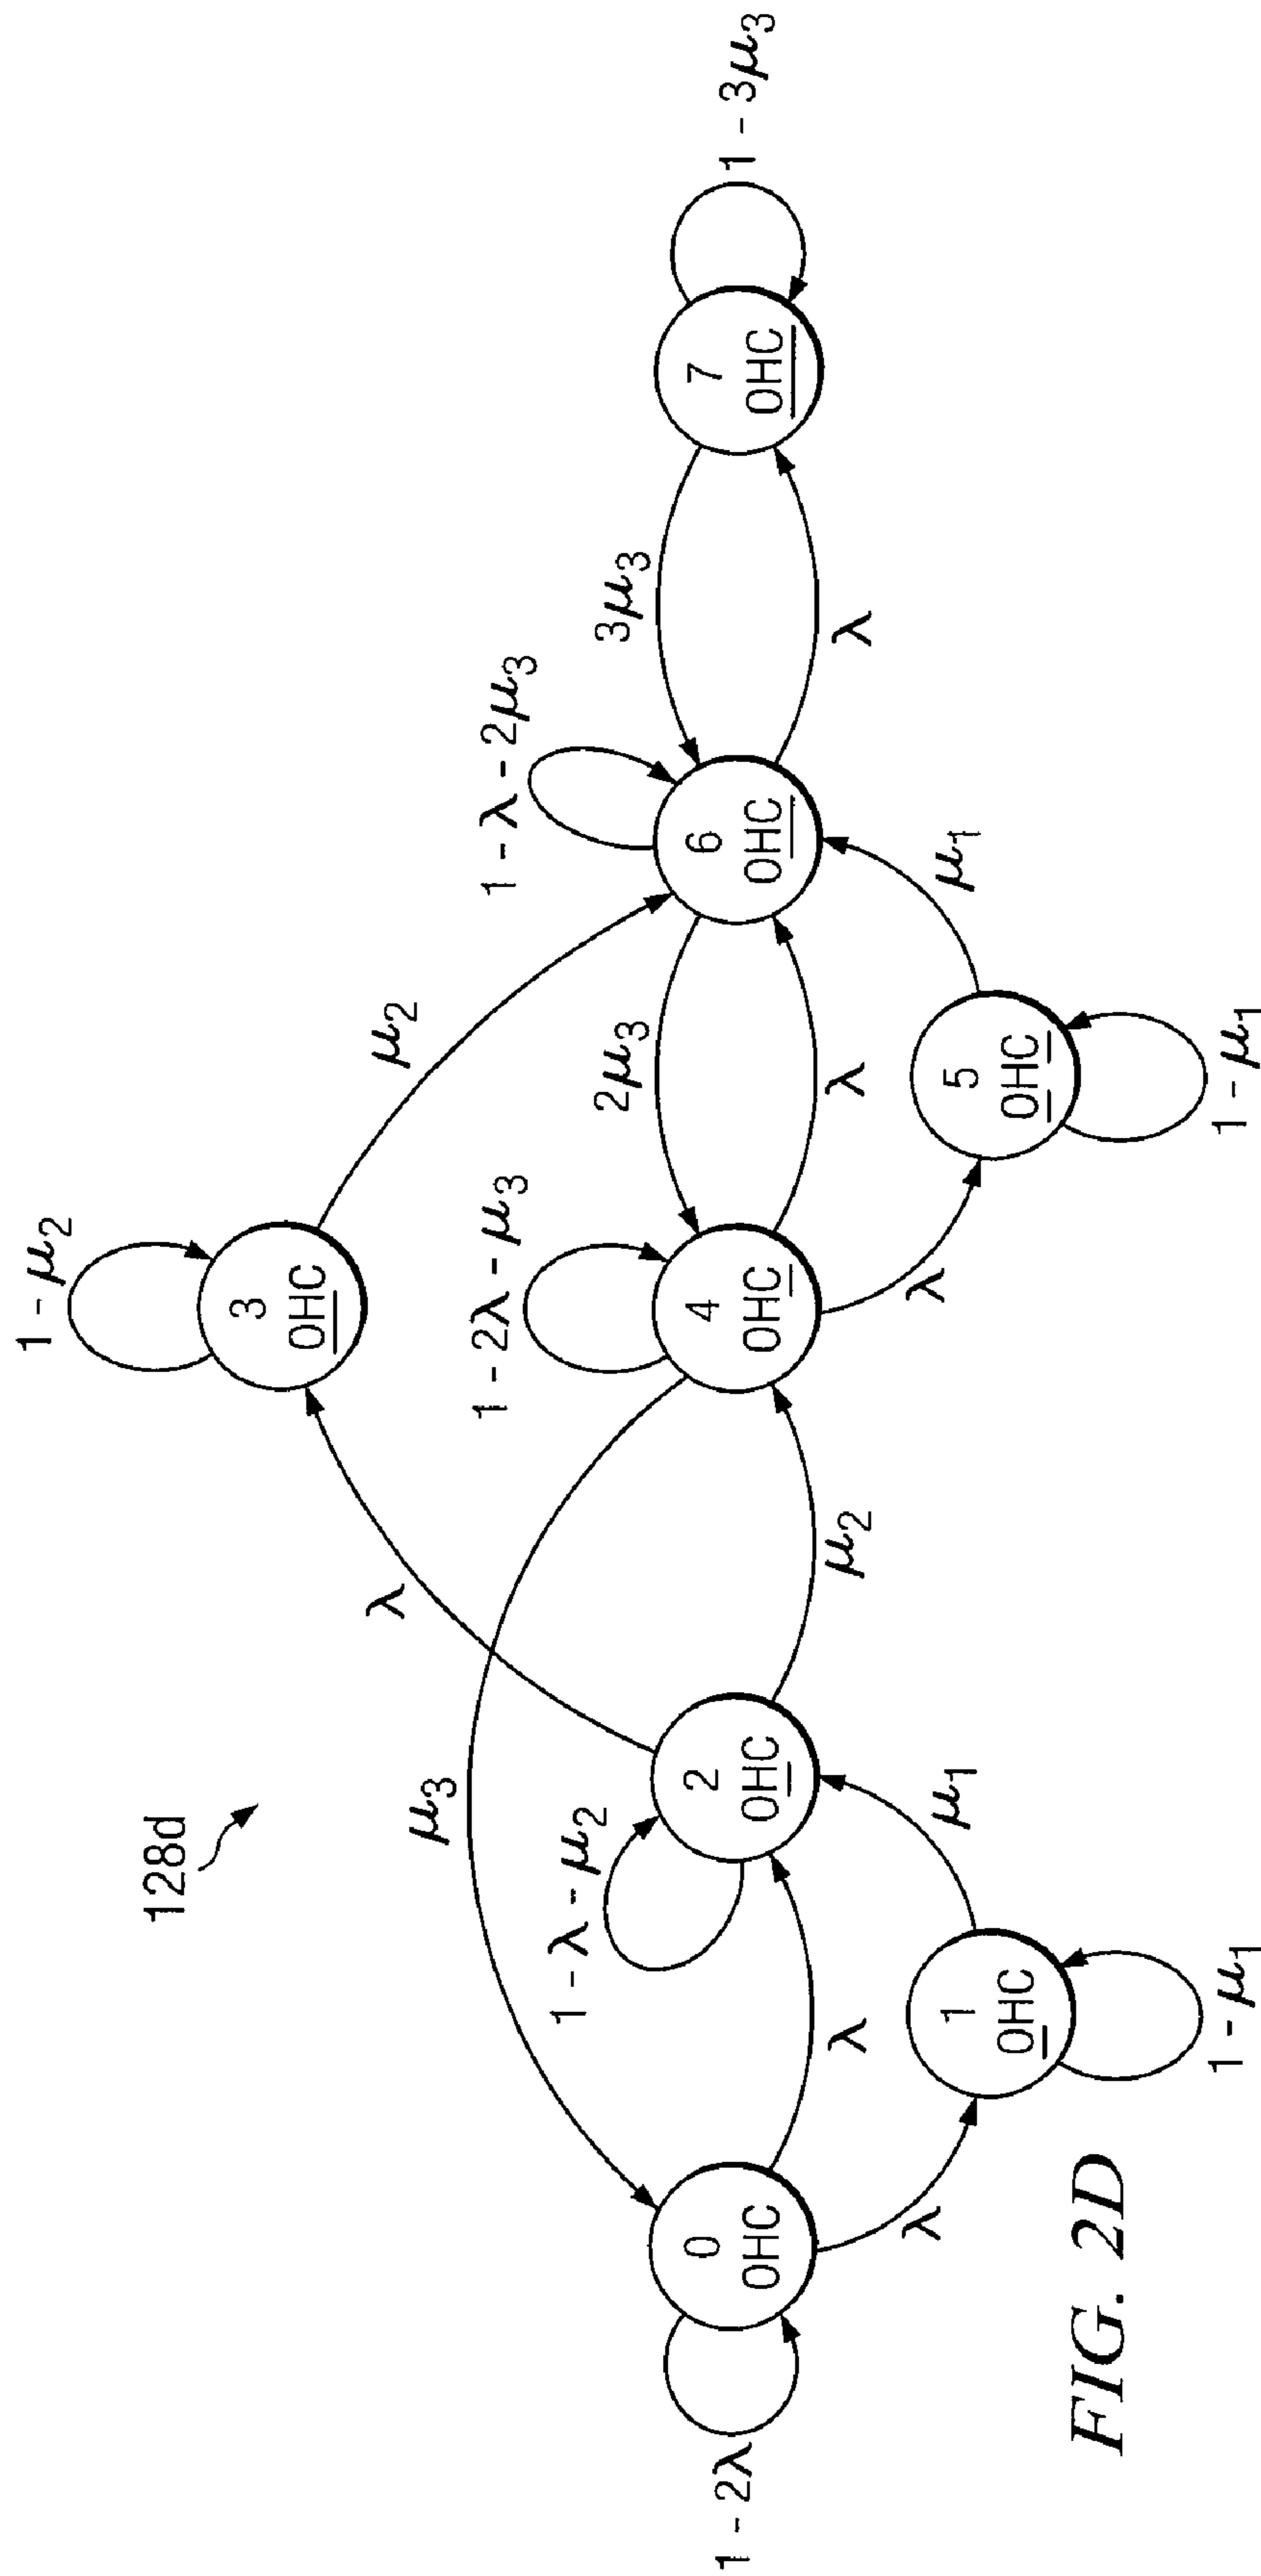 128d
1 - μ2
3
OHC
λ
μ2
μ3
1 - λ - μ2
1 - 2λ - μ3
1 - λ - 2μ3
2μ3
3μ3
1 - 3μ3
1 - 2λ
0
OHC
2
OHC
4
OHC
6
OHC
7
OHC
λ
μ2
λ
λ
λ
μ1
λ
μ1
1
OHC
5
OHC
1 - μ1
1 - μ1
FIG. 2D